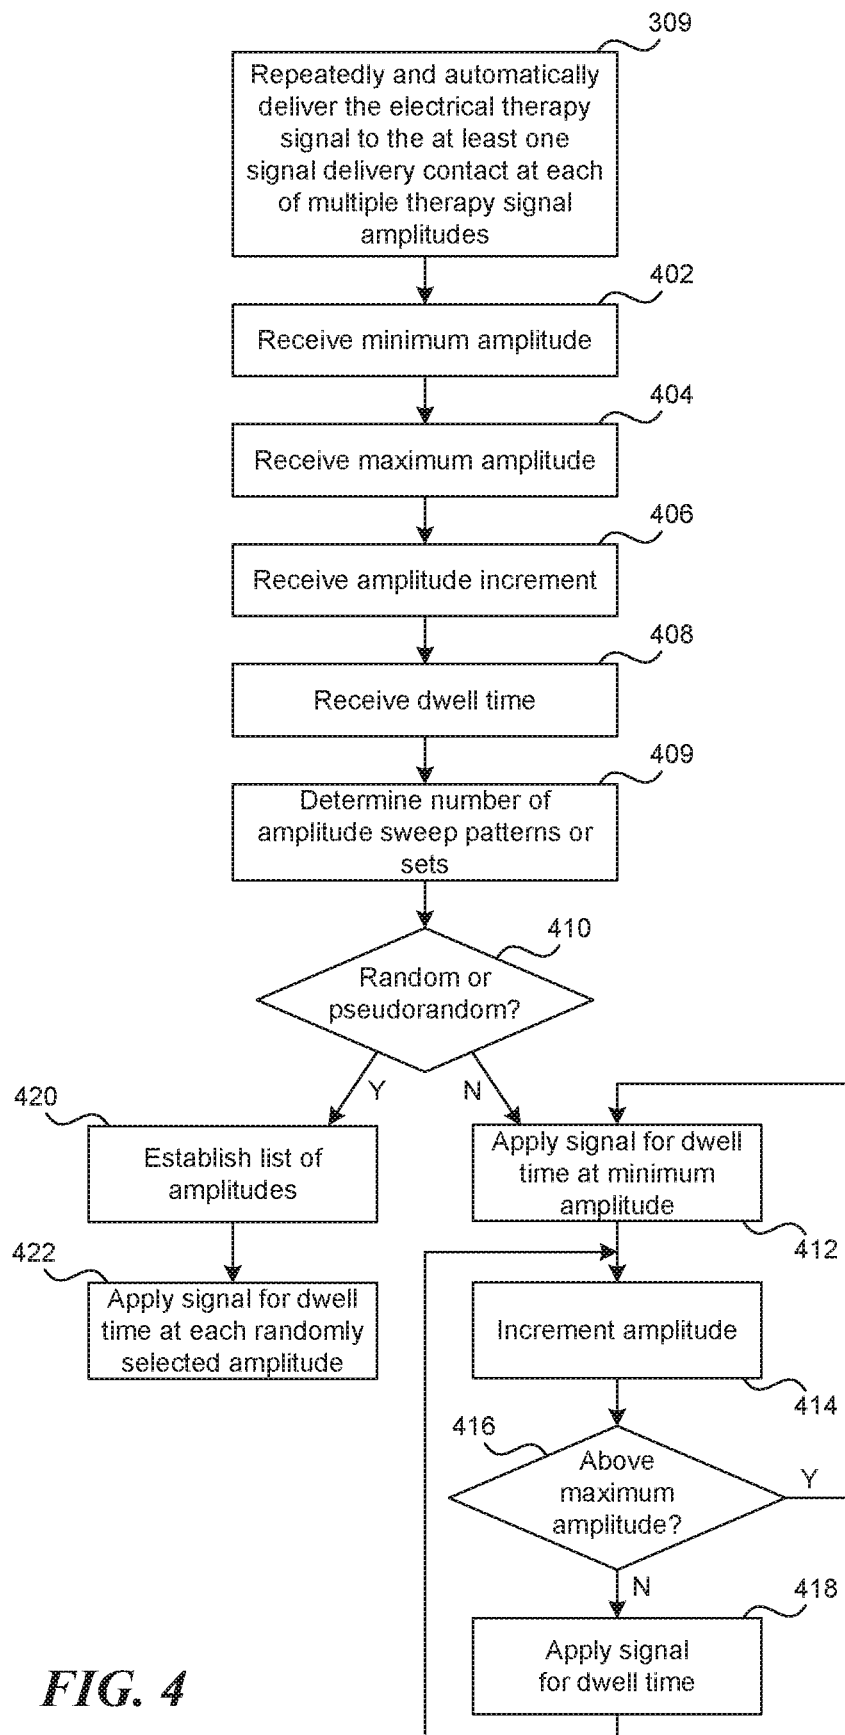 309
Repeatedly and automatically
deliver the electrical therapy
signal to the at least one
signal delivery contact at each
of multiple therapy signal
amplitudes
402
Receive minimum amplitude
404
Receive maximum amplitude
406
Receive amplitude increment
408
Receive dwell time
409
Determine number of
amplitude sweep patterns or
sets
410
Random or
pseudorandom?
Y
N
420
Establish list of
amplitudes
422
Apply signal for dwell
time at each randomly
selected amplitude
Apply signal for dwell
time at minimum
amplitude
412
Increment amplitude
414
416
Above
maximum
amplitude?
Y
N
418
Apply signal
for dwell time
FIG. 4